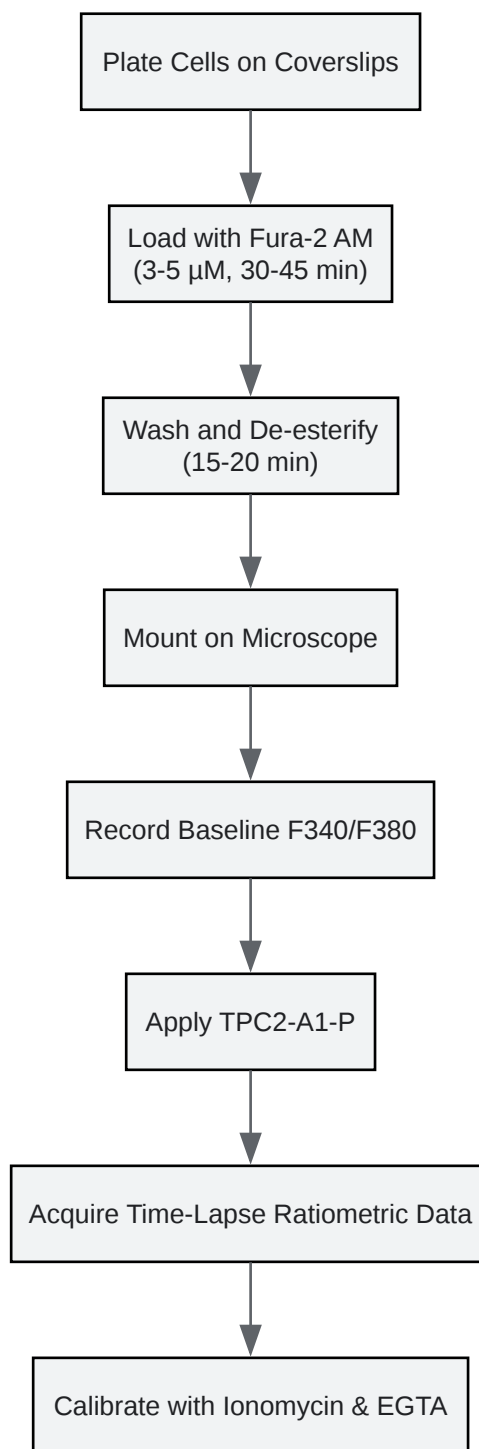 Plate Cells on Coverslips
Load with Fura-2 AM
(3-5 µM, 30-45 min)
Wash and De-esterify
(15-20 min)
Mount on Microscope
Record Baseline F340/F380
Apply TPC2-A1-P
Acquire Time-Lapse Ratiometric Data
Calibrate with Ionomycin & EGTA